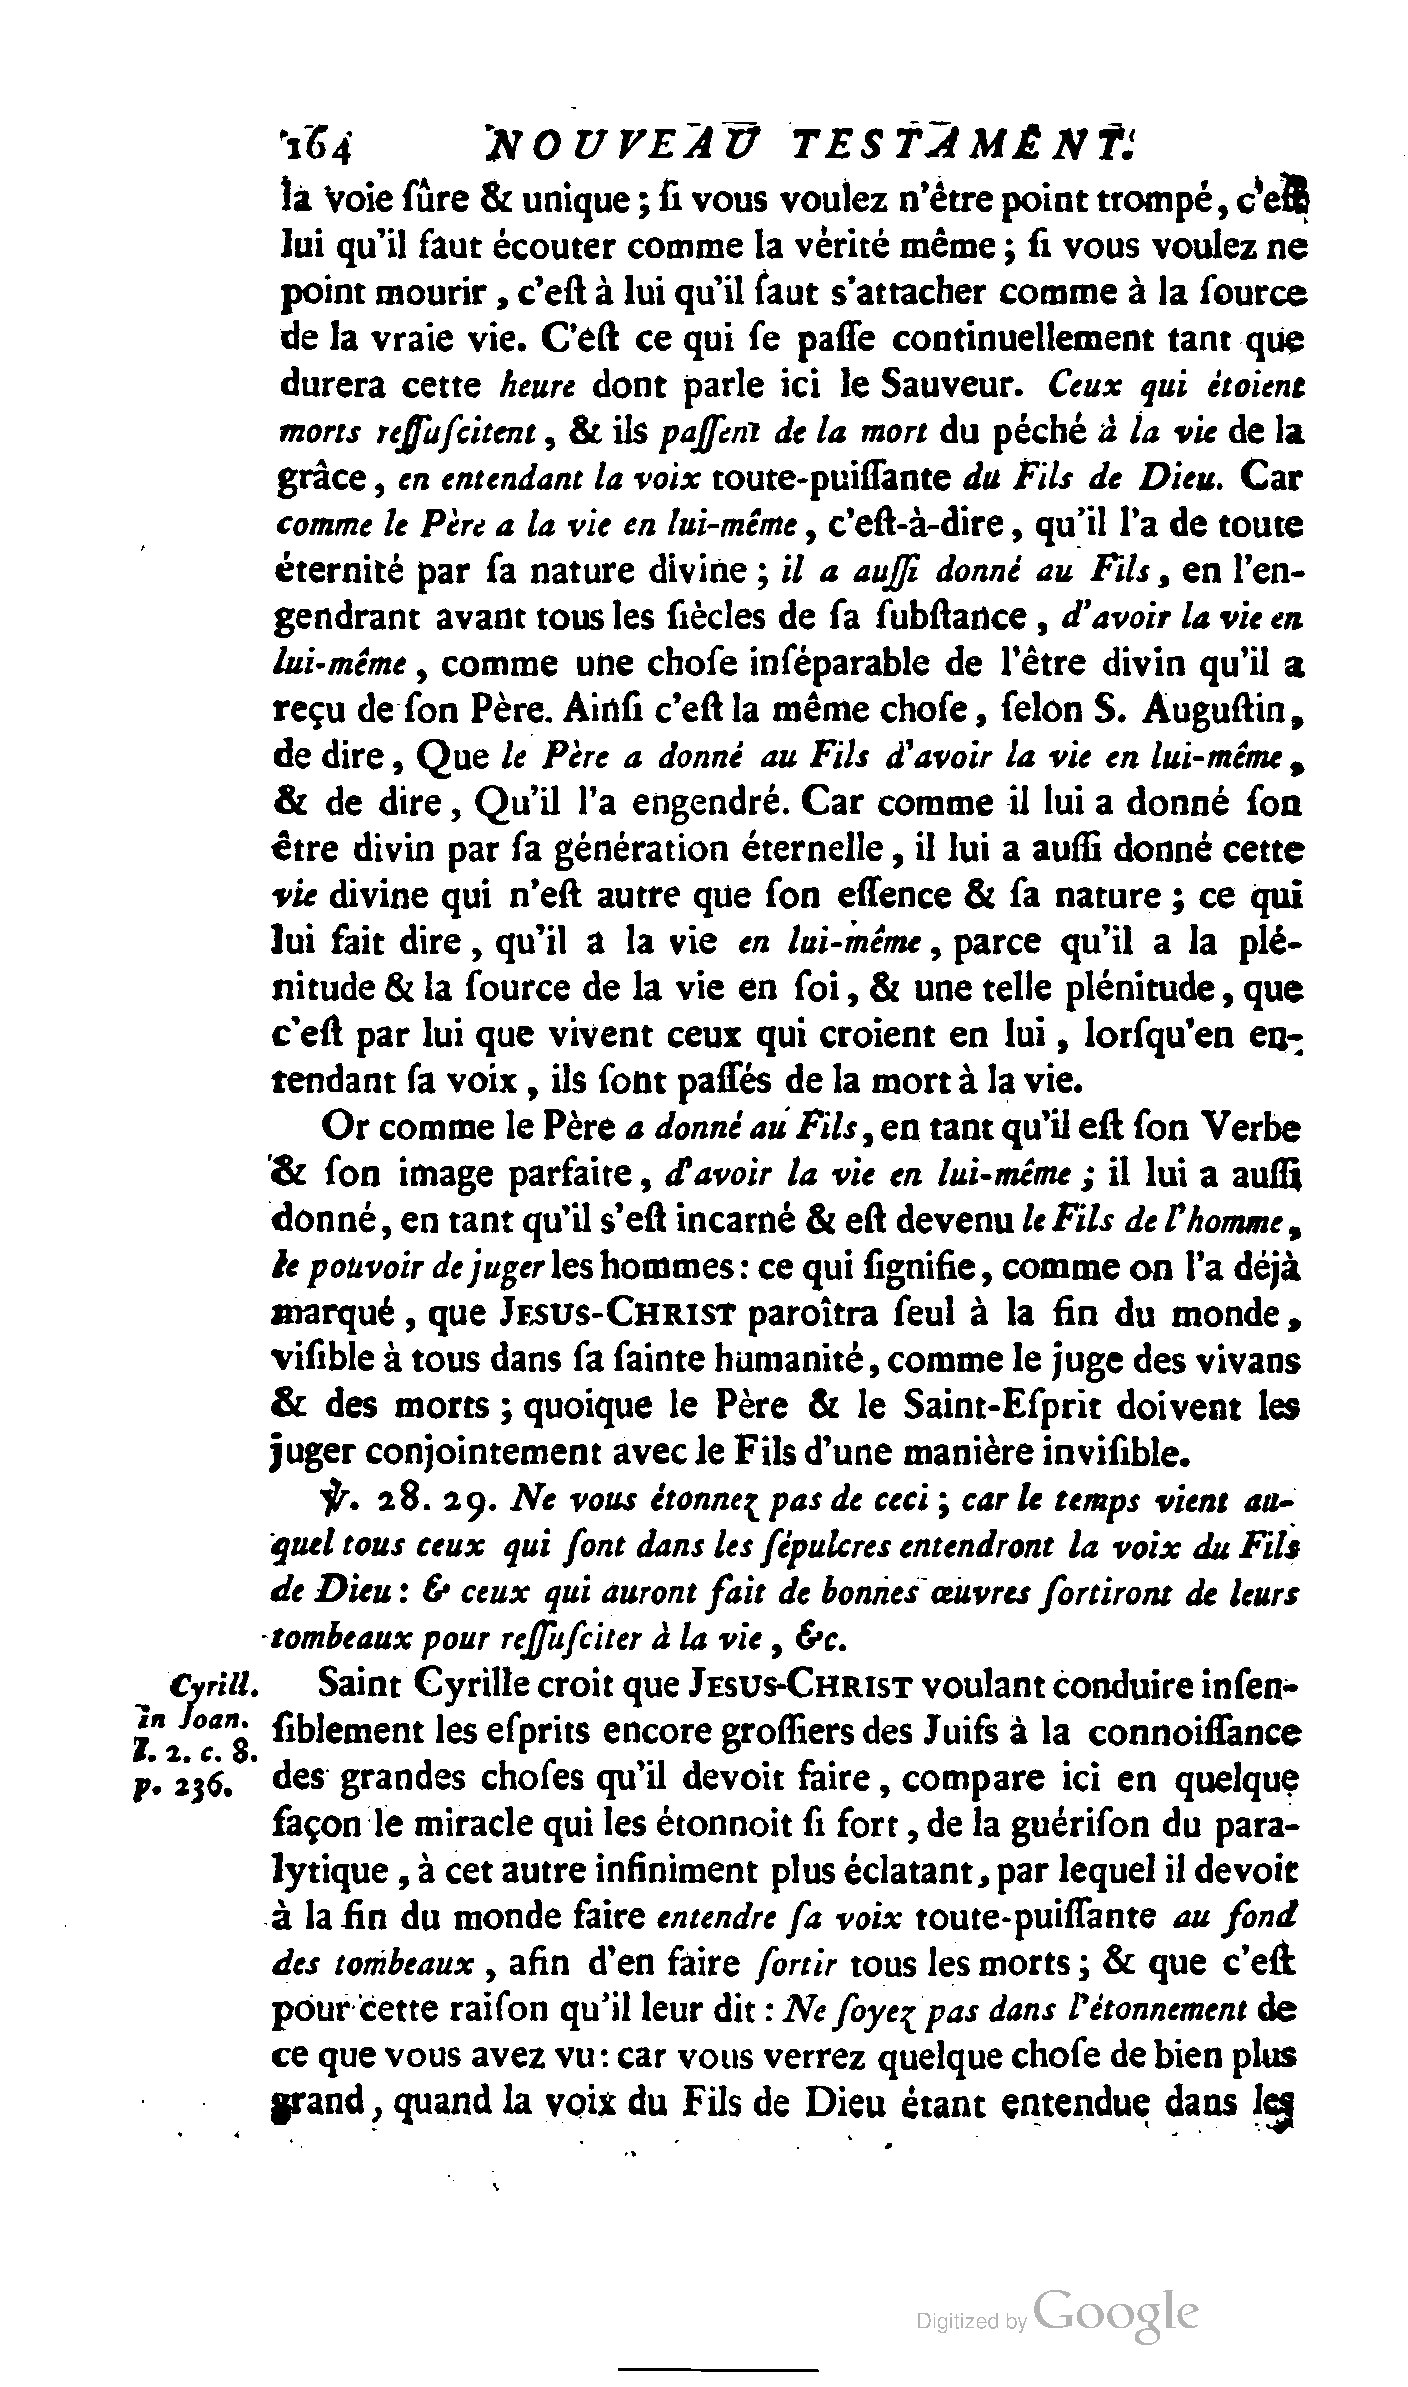 164 NOUVEAU TESTAMENT.
la voie ſûre & unique ; ſi vous voulez n'être point trompé, c'eſt
lui qu'il faut écouter comme la vérité même ; ſi vous voulez ne
point mourir, c'eſt à lui qu'il faut s'attacher comme à la ſource
de la vraie vie. C'eſt ce qui ſe paſſe continuellement tant que
durera cette heure dont parle ici le Sauveur. Ceux qui étoient
morts reſſuſcitent, & ils paſſent de la mort du péché à la vie de la
grâce, en entendant la voix toute-puiſſante du Fils de Dieu. Car
comme le Père a la vie en lui-même, c'eſt-à-dire, qu'il l'a de toute
éternité par ſa nature divine ; il a auſſi donné au Fils, en l'en-
gendrant avant tous les ſiècles de ſa ſubſtance, d'avoir la vie en
lui-même, comme une choſe inſéparable de l'être divin qu'il a
reçu de ſon Père. Ainſi c'eſt la même choſe, ſelon S. Auguſtin,
de dire, Que le Père a donné au Fils d'avoir la vie en lui-même,
& de dire, Qu'il l'a engendré. Car comme il lui a donné ſon
être divin par ſa génération éternelle, il lui a auſſi donné cette
vie divine qui n'eſt autre que ſon eſſence & ſa nature ; ce qui
lui fait dire, qu'il a la vie en lui-même, parce qu'il a la plé-
nitude & la ſource de la vie en ſoi, & une telle plénitude, que
c'eſt par lui que vivent ceux qui croient en lui, lorſqu'en en-
tendant ſa voix, ils ſont paſſés de la mort à la vie.
Or comme le Père a donné au Fils, en tant qu'il eſt ſon Verbe
& ſon image parfaite, d'avoir la vie en lui-même ; il lui a auſſi
donné, en tant qu'il s'eſt incarné & eſt devenu le Fils de l'homme,
le pouvoir de juger les hommes : ce qui ſignifie, comme on l'a déjà
marqué, que JESUS-CHRIST paroîtra ſeul à la fin du monde,
viſible à tous dans ſa ſainte humanité, comme le juge des vivans
& des morts ; quoique le Père & le Saint-Eſprit doivent les
juger conjointement avec le Fils d'une manière inviſible.
℣. 28. 29. Ne vous étonnez pas de ceci ; car le temps vient au-
quel tous ceux qui ſont dans les ſépulcres entendront la voix du Fils
de Dieu : & ceux qui auront fait de bonnes œuvres ſortiront de leurs
tombeaux pour reſſuſciter à la vie, &c.
Cyrill.
in Joan.
l. 2. c. 8.
p. 236.
Saint Cyrille croit que JESUS-CHRIST voulant conduire inſen-
ſiblement les eſprits encore groſſiers des Juifs à la connoiſſance
des grandes choſes qu'il devoit faire, compare ici en quelque
façon le miracle qui les étonnoit ſi fort, de la guériſon du para-
lytique, à cet autre infiniment plus éclatant, par lequel il devoit
à la fin du monde faire entendre ſa voix toute-puiſſante au fond
des tombeaux, afin d'en faire ſortir tous les morts ; & que c'eſt
pour cette raiſon qu'il leur dit : Ne ſoyez pas dans l'étonnement de
ce que vous avez vu : car vous verrez quelque choſe de bien plus
grand, quand la voix du Fils de Dieu étant entendue dans les
Digitized by Google